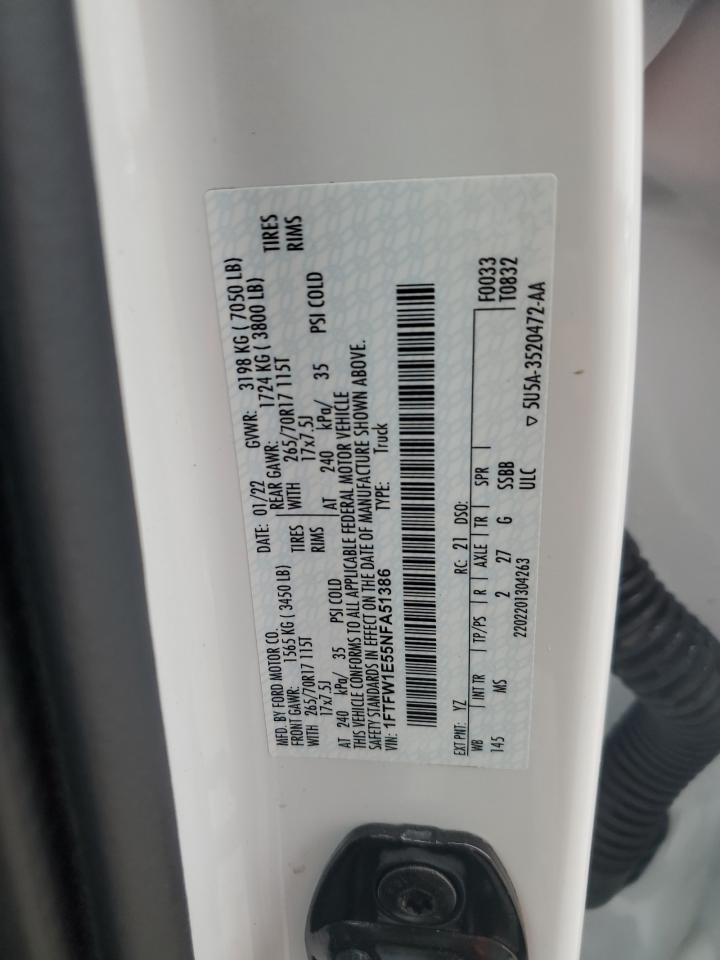 MFD. BY FORD MOTOR CO. DATE: 01/22 GVWR: 3198 KG ( 7050 LB)
FRONT GAWR: 1565 KG ( 3450 LB) REAR GAWR: 1724 KG ( 3800 LB)
WITH 265/70R17 115T TIRES WITH 265/70R17 115T TIRES
17x7.5J RIMS 17x7.5J RIMS
AT 240 kPa/ 35 PSI COLD AT 240 kPa/ 35 PSI COLD
THIS VEHICLE CONFORMS TO ALL APPLICABLE FEDERAL MOTOR VEHICLE
SAFETY STANDARDS IN EFFECT ON THE DATE OF MANUFACTURE SHOWN ABOVE.
VIN: 1FTFW1E55NFA51386 TYPE: Truck
EXT PNT: YZ RC: 21 DSO: F0033
WB INT TR TP/PS R AXLE TR SPR T0832
145 MS 2 27 G SSBB
2202201304263 ULC ▽ 5U5A-3520472-AA